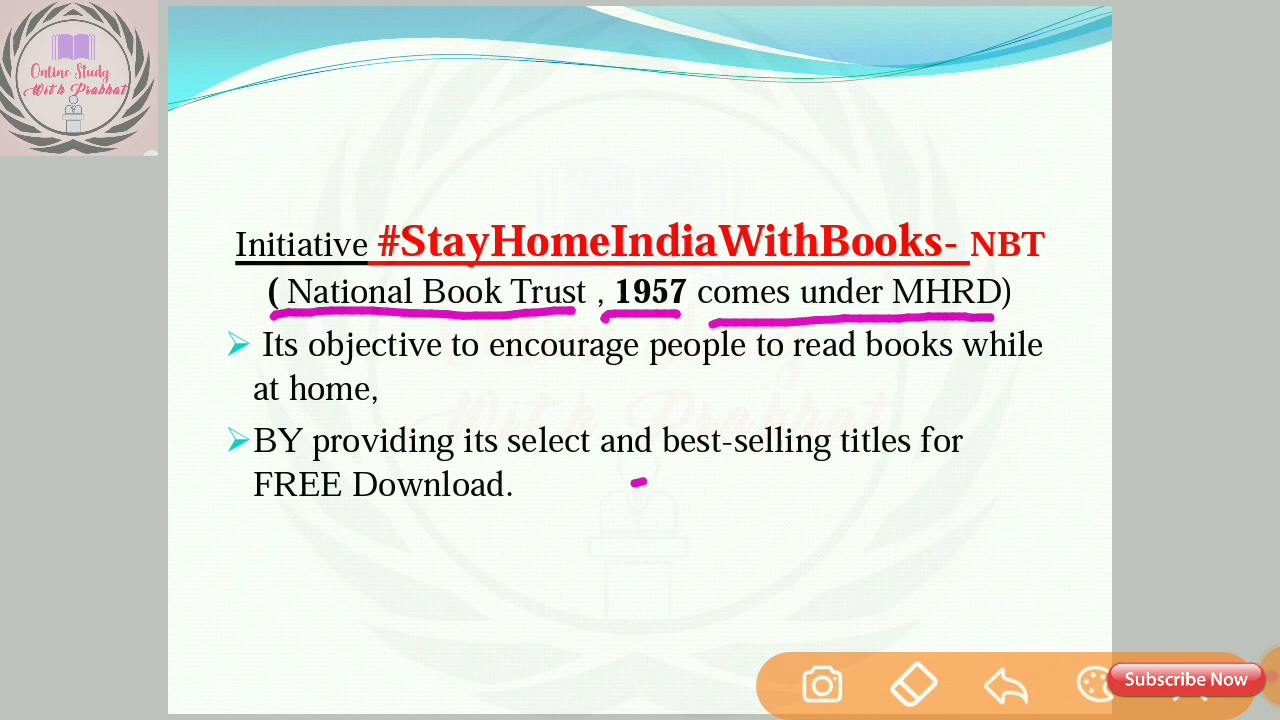 Online Study
With Prabhat
Initiative #StayHomeIndiaWithBooks- NBT
( National Book Trust , 1957 comes under MHRD)
Its objective to encourage people to read books while
at home,
BY providing its select and best-selling titles for
FREE Download.
Subscribe Now